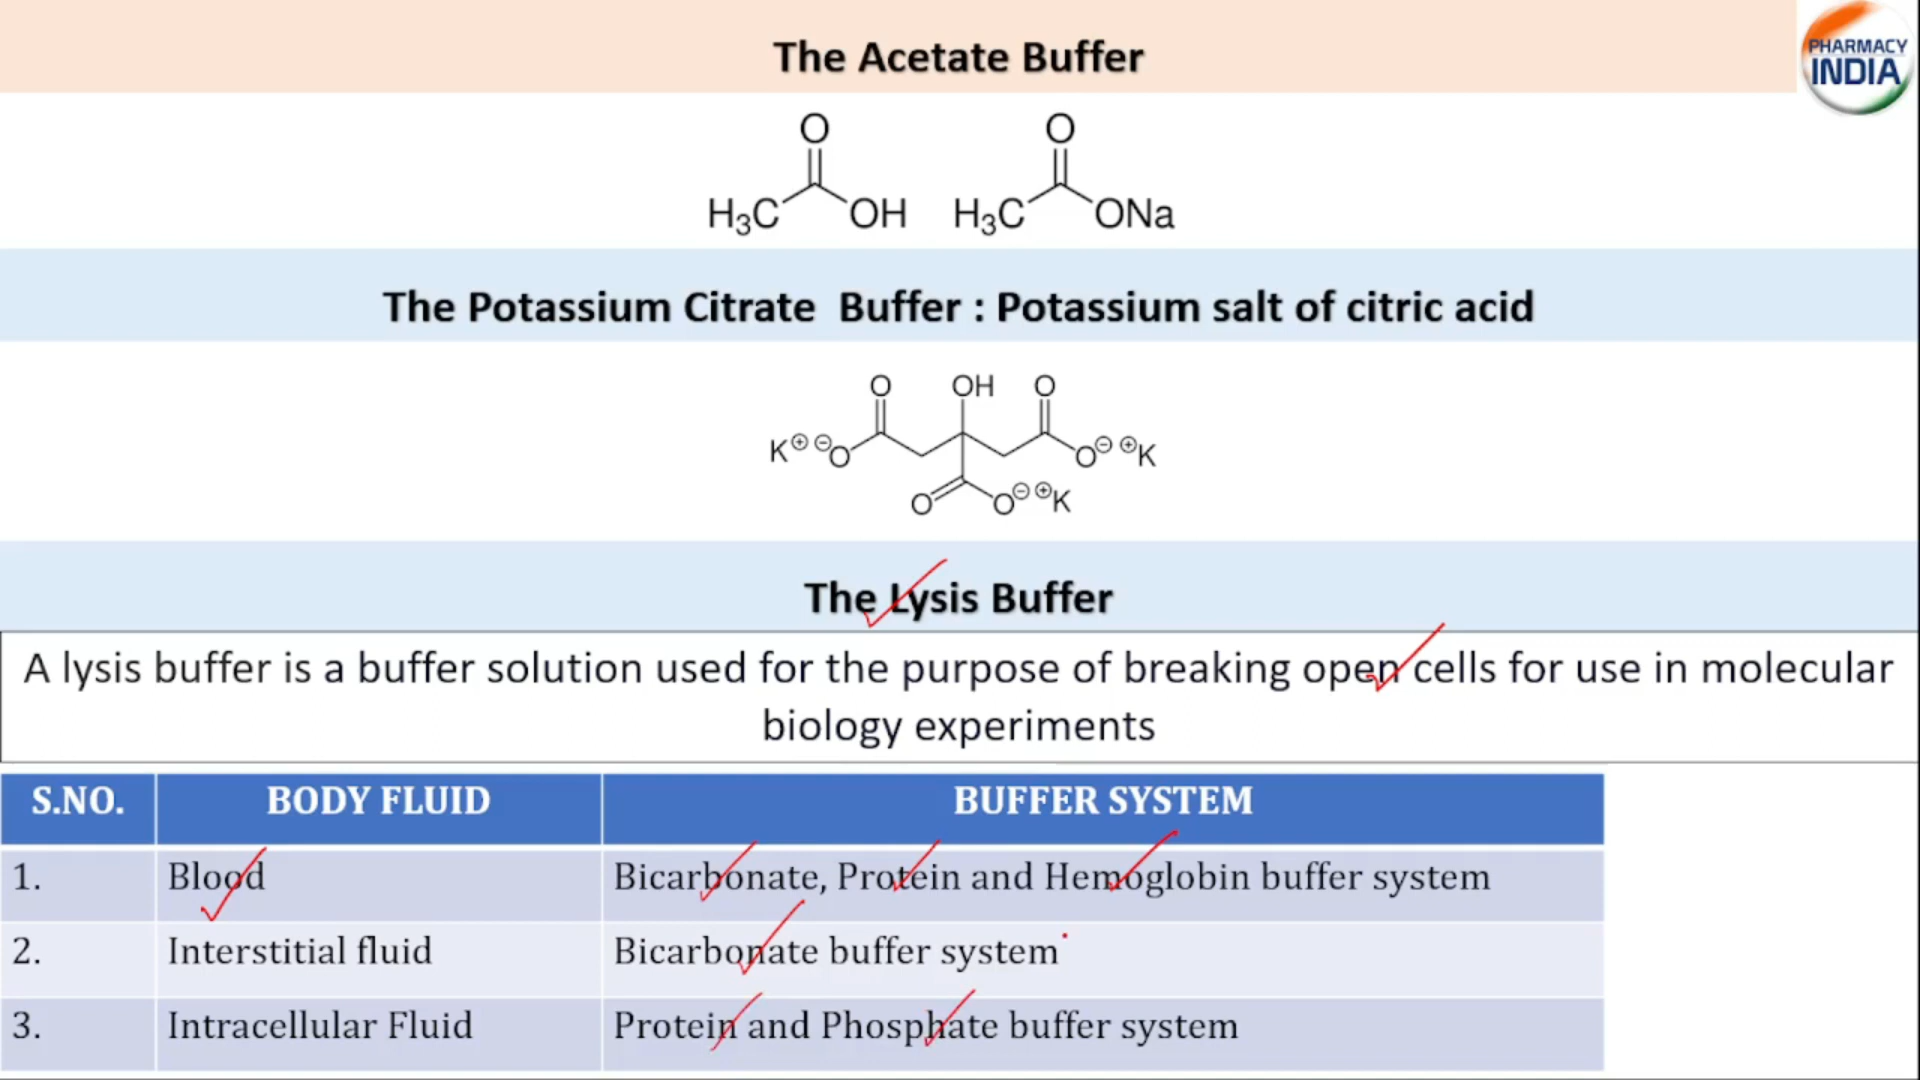 The Acetate Buffer
PHARMACY
INDIA
O O
H₃C OH H₃C ONa
The Potassium Citrate Buffer : Potassium salt of citric acid
O OH O
K⊕ ⊖O O⊖ ⊕K
O O⊖ ⊕K
The Lysis Buffer
A lysis buffer is a buffer solution used for the purpose of breaking open cells for use in molecular
biology experiments
S.NO. BODY FLUID BUFFER SYSTEM
1. Blood Bicarbonate, Protein and Hemoglobin buffer system
2. Interstitial fluid Bicarbonate buffer system
3. Intracellular Fluid Protein and Phosphate buffer system